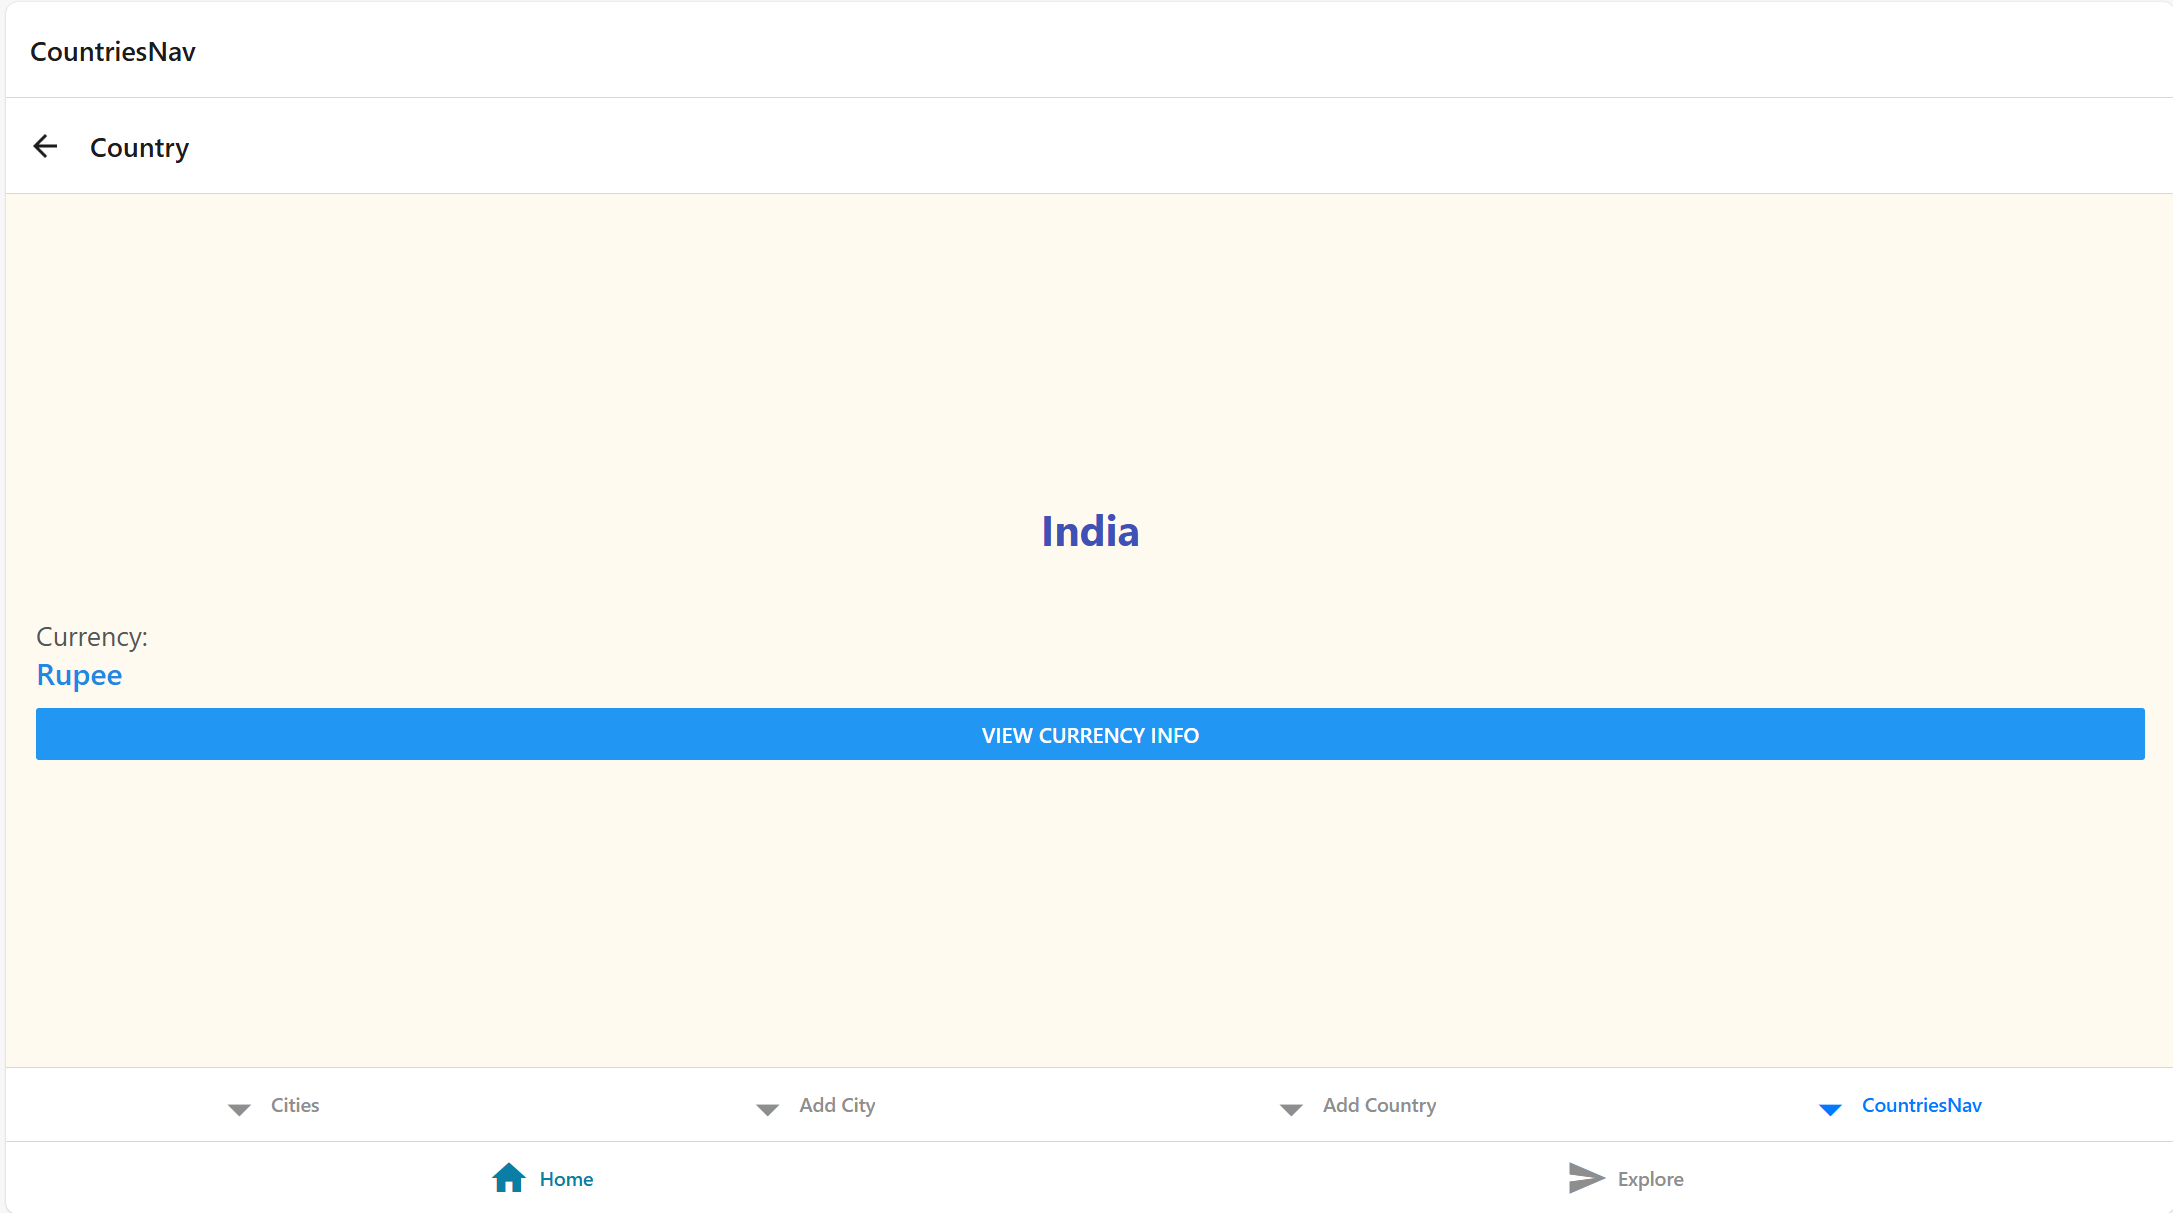 CountriesNav
Country
India
Currency:
Rupee
VIEW CURRENCY INFO
Cities
Add City
Add Country
CountriesNav
Home
Explore